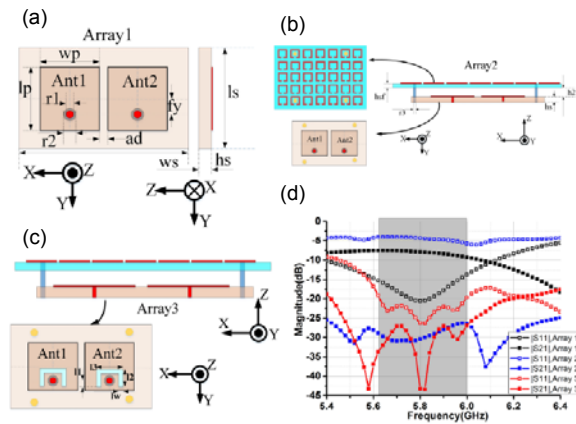 (a)
Array1
wp
lp
Ant1
Ant2
r1
fy
ls
r2
ad
ws
hs
X
Z
Y
Z
X
Y
(b)
Array2
h2
hs
Ant1
Ant2
X
Y
Z
X
(c)
Array3
Z
X
Y
Ant1
Ant2
l1
l3
l2
fw
X
Z
Y
(d)
Magnitude(dB)
0
-5
-10
-15
-20
-25
-30
-35
-40
-45
5.4
5.6
5.8
6.0
6.2
6.4
Frequency(GHz)
|S11|,Array 1
|S21|,Array 1
|S11|,Array 2
|S21|,Array 2
|S11|,Array 3
|S21|,Array 3